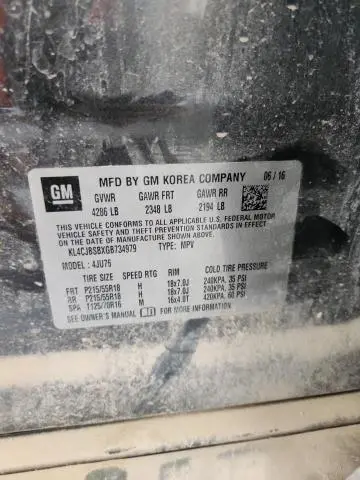 GM
MFD BY GM KOREA COMPANY 06/16
GVWR GAWR FRT GAWR RR
4286 LB 2348 LB 2194 LB
THIS VEHICLE CONFORMS TO ALL APPLICABLE U.S. FEDERAL MOTOR
VEHICLE SAFETY, BUMPER, AND THEFT PREVENTION STANDARDS IN EFFECT
ON THE DATE OF MANUFACTURE SHOWN ABOVE.
KL4CJBSBXGB734979 TYPE: MPV
MODEL: 4JU76
TIRE SIZE SPEED RTG RIM COLD TIRE PRESSURE
FRT P215/55R18 H 18x7.0J 240KPA, 35 PSI
RR P215/55R18 H 18x7.0J 240KPA, 35 PSI
SPA T125/70R16 M 16x4.0T 420KPA, 60 PSI
SEE OWNER'S MANUAL FOR MORE INFORMATION.